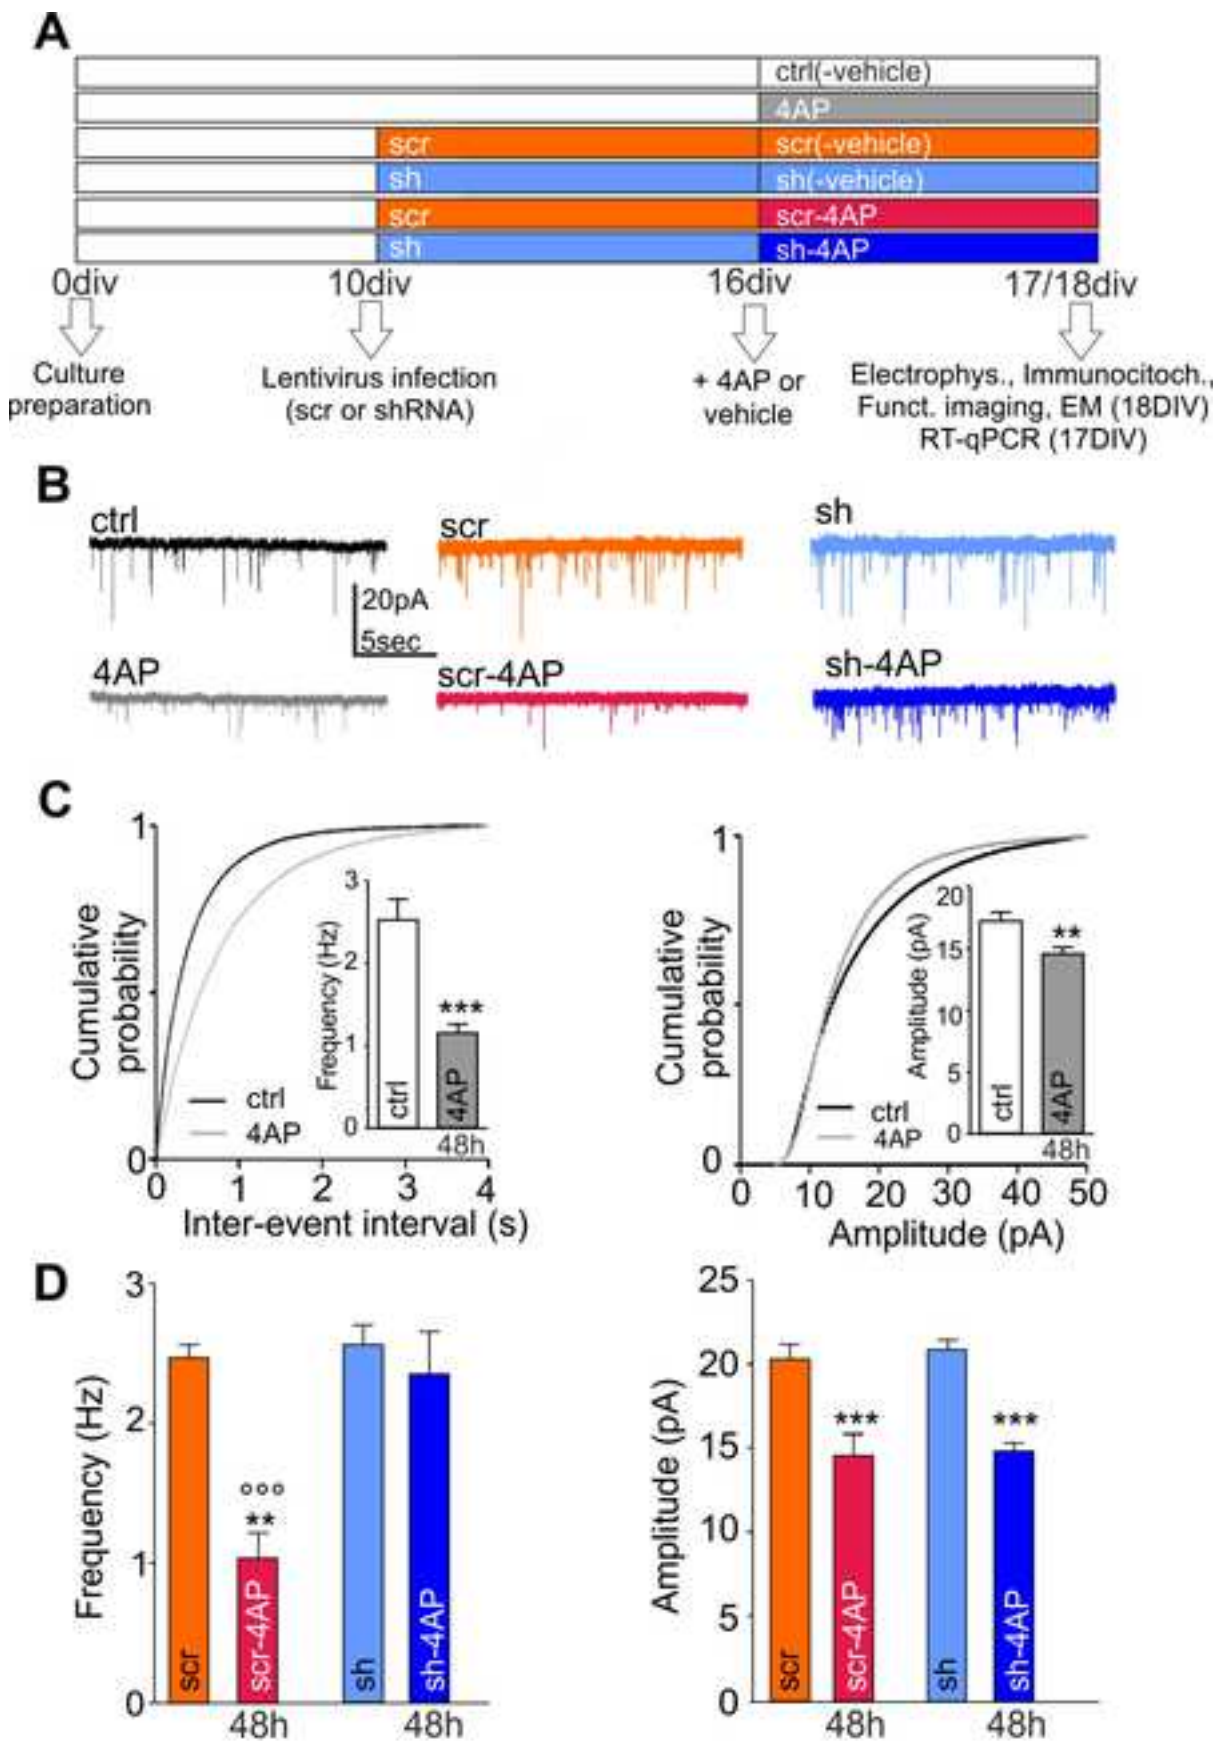 A
ctrl(-vehicle)
4AP
scr scr(-vehicle)
sh sh(-vehicle)
scr scr-4AP
sh sh-4AP
0div 10div 16div 17/18div
Culture
preparation
Lentivirus infection
(scr or shRNA)
+ 4AP or
vehicle
Electrophys., Immunocitoch.,
Funct. imaging, EM (18DIV)
RT-qPCR (17DIV)
B
ctrl scr sh
20pA
5sec
4AP scr-4AP sh-4AP
C
Cumulative
probability
1
0
0 1 2 3 4
Inter-event interval (s)
ctrl
4AP
Frequency (Hz)
3
2
1
0
***
ctrl 4AP
48h
Cumulative
probability
1
0
0 10 20 30 40 50
Amplitude (pA)
ctrl
4AP
Amplitude (pA)
20
15
10
5
0
**
ctrl 4AP
48h
D
Frequency (Hz)
3
2
1
0
°°°
**
scr scr-4AP sh sh-4AP
48h 48h
Amplitude (pA)
25
20
15
10
5
0
*** ***
scr scr-4AP sh sh-4AP
48h 48h